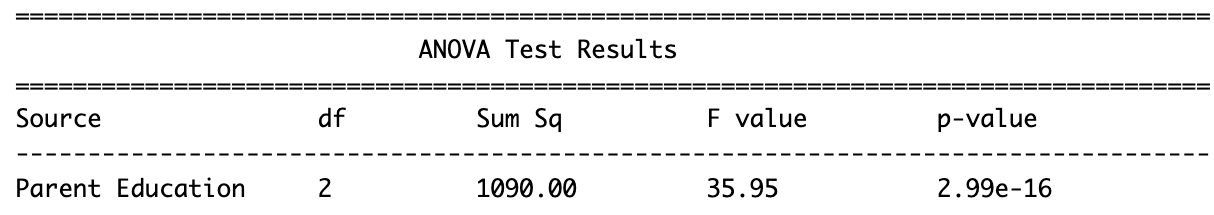 ====================================================================================
ANOVA Test Results
====================================================================================
Source df Sum Sq F value p-value
------------------------------------------------------------------------------------
Parent Education 2 1090.00 35.95 2.99e-16